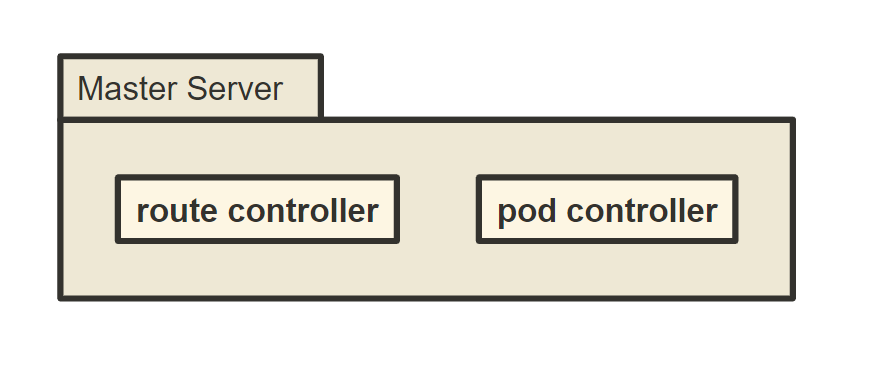 Master Server
route controller
pod controller